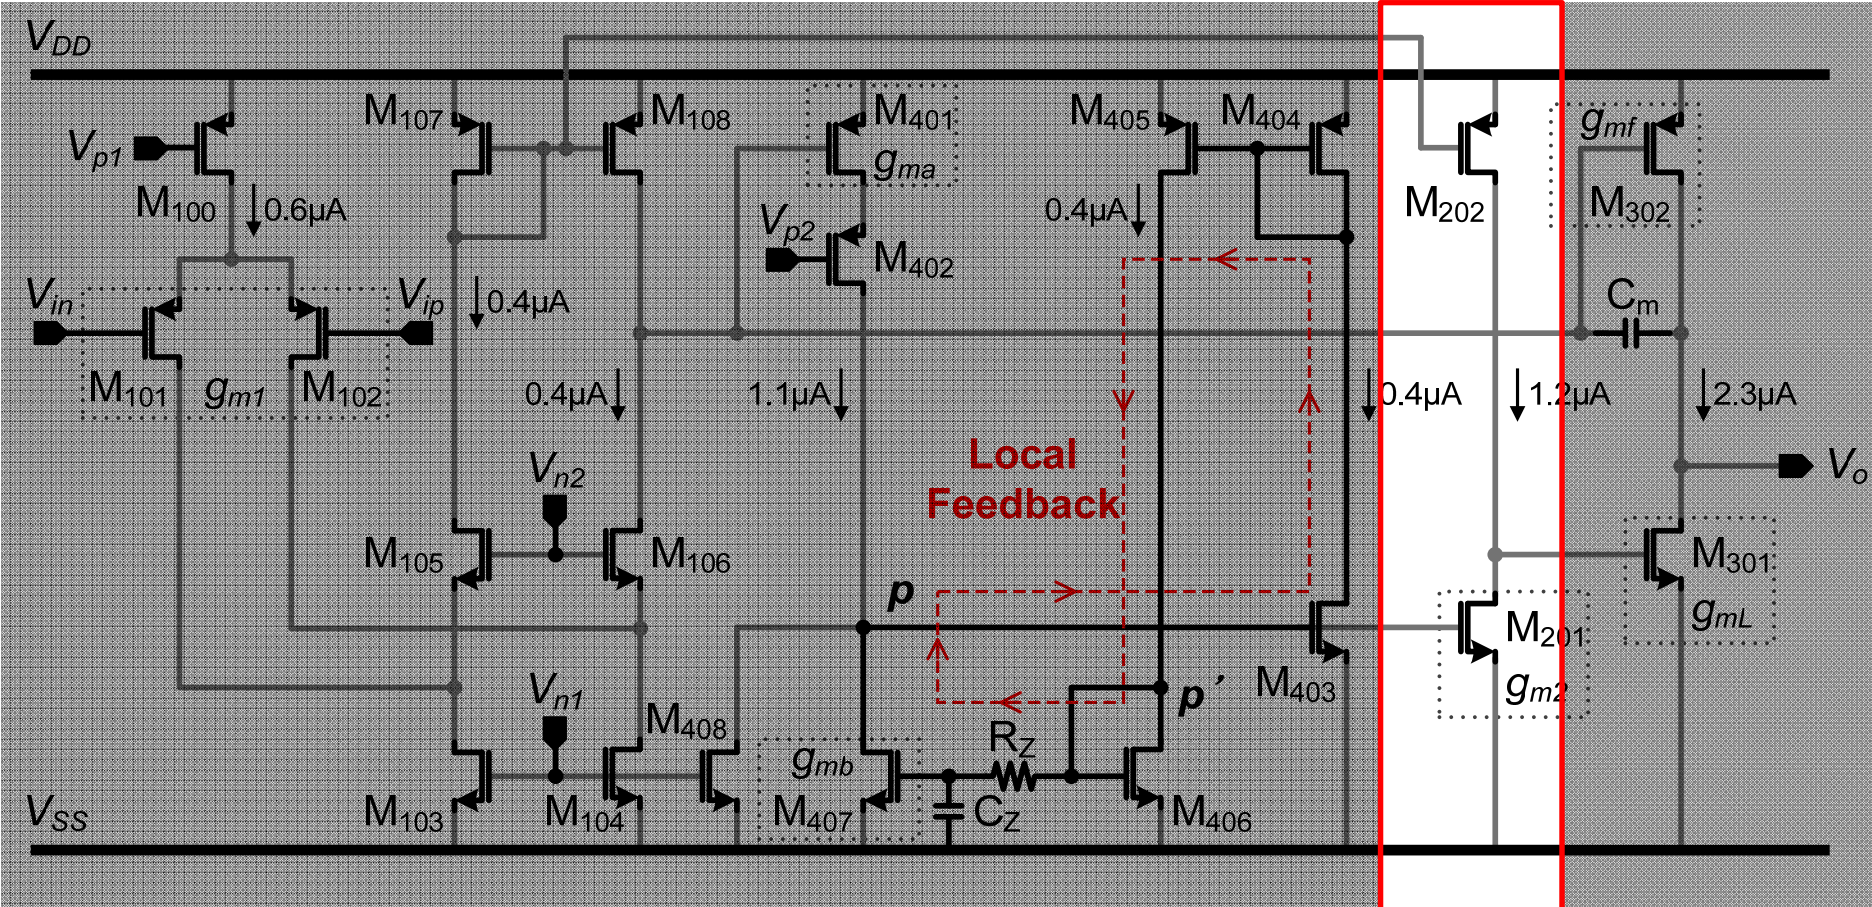 VDD
M107
M108
M401
M405
M404
gmf
Vp1
gma
M100
0.6µA
Vp2
0.4µA
M202
M302
M402
Vin
Vip
0.4µA
Cm
M101
gm1
M102
0.4µA
1.1µA
0.4µA
1.2µA
2.3µA
Local
Feedback
Vn2
Vo
M105
M106
M301
p
gmL
M201
Vn1
p´
M403
gm2
M408
RZ
gmb
VSS
M103
M104
M407
CZ
M406